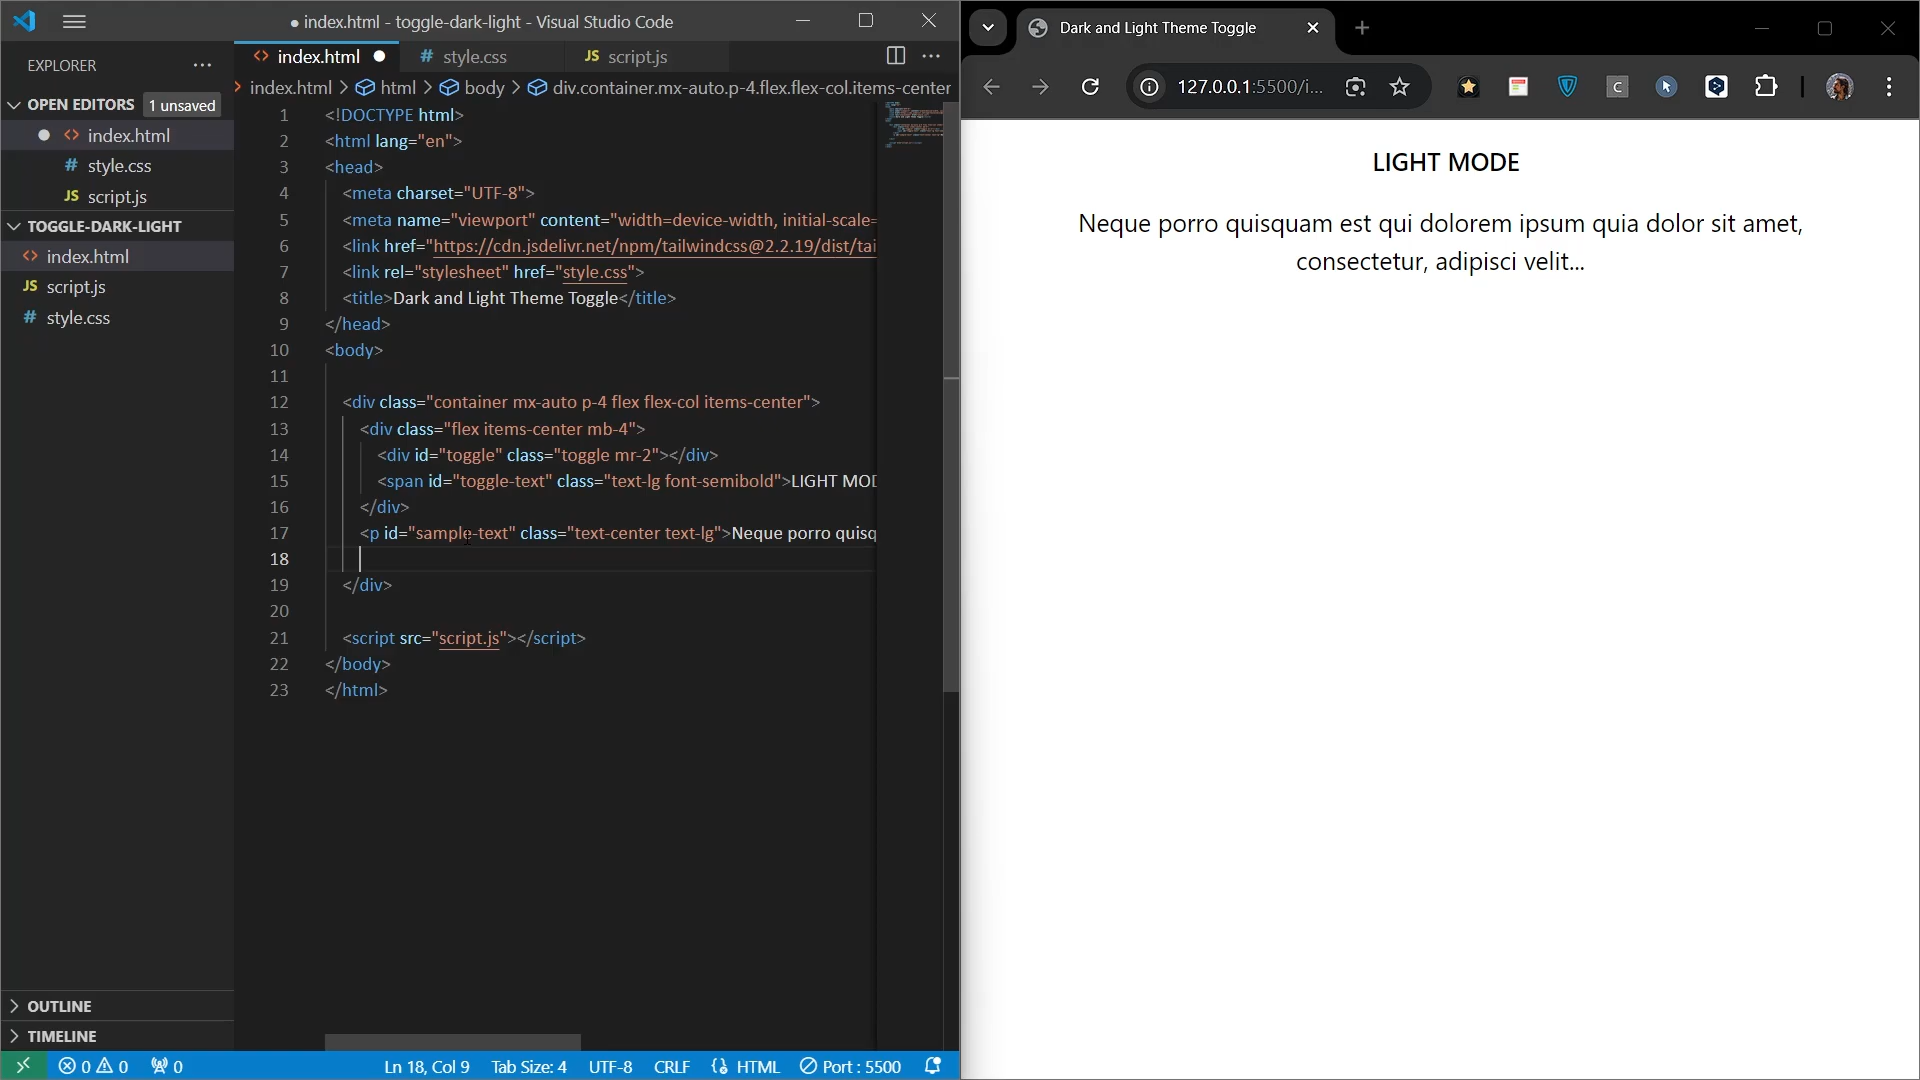 index.html - toggle-dark-light - Visual Studio Code
EXPLORER
OPEN EDITORS 1 unsaved
index.html
# style.css
JS script.js
TOGGLE-DARK-LIGHT
index.html
JS script.js
# style.css
OUTLINE
TIMELINE
index.html
# style.css
JS script.js
index.html > html > body > div.container.mx-auto.p-4.flex.flex-col.items-center
1 <!DOCTYPE html>
2 <html lang="en">
3 <head>
4 <meta charset="UTF-8">
5 <meta name="viewport" content="width=device-width, initial-scale=
6 <link href="https://cdn.jsdelivr.net/npm/tailwindcss@2.2.19/dist/tai
7 <link rel="stylesheet" href="style.css">
8 <title>Dark and Light Theme Toggle</title>
9 </head>
10 <body>
11
12 <div class="container mx-auto p-4 flex flex-col items-center">
13 <div class="flex items-center mb-4">
14 <div id="toggle" class="toggle mr-2"></div>
15 <span id="toggle-text" class="text-lg font-semibold">LIGHT MOD
16 </div>
17 <p id="sample-text" class="text-center text-lg">Neque porro quisq
18
19 </div>
20
21 <script src="script.js"></script>
22 </body>
23 </html>
0 0 0
Ln 18, Col 9 Tab Size: 4 UTF-8 CRLF HTML Port : 5500
Dark and Light Theme Toggle
127.0.0.1:5500/i...
LIGHT MODE
Neque porro quisquam est qui dolorem ipsum quia dolor sit amet,
consectetur, adipisci velit...